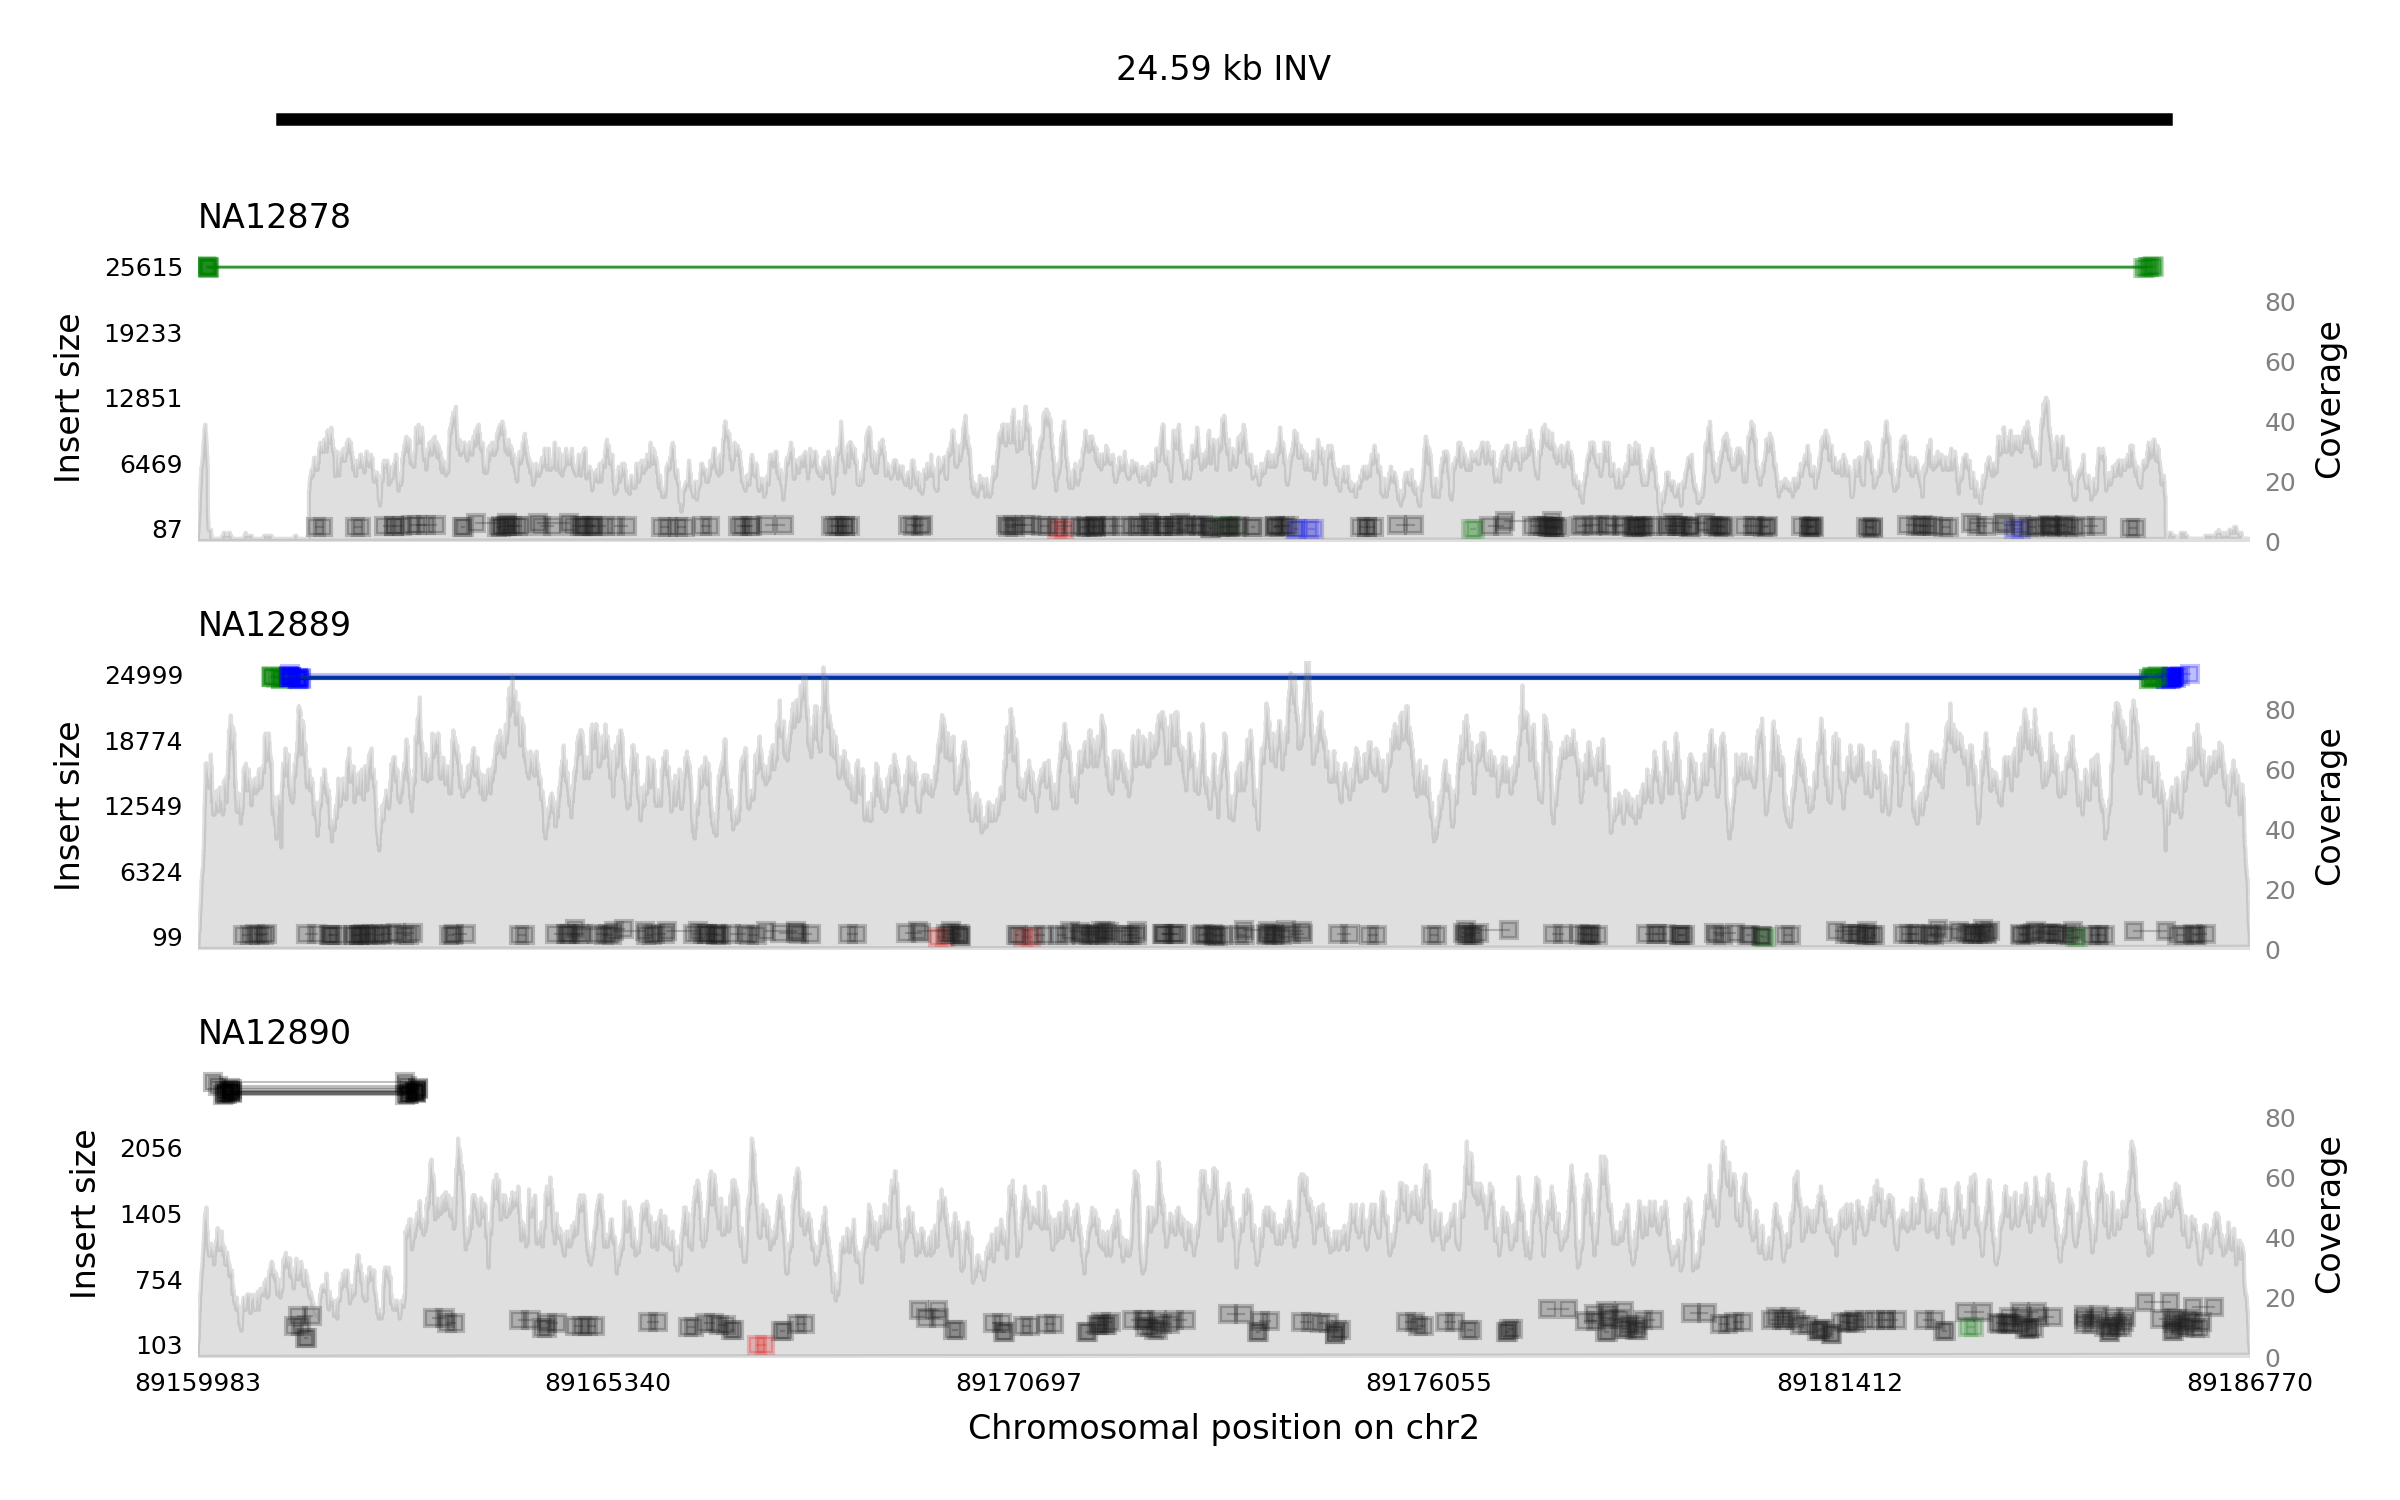 24.59 kb INV
NA12878
25615
19233
12851
6469
87
Insert size
80
60
40
20
0
Coverage
NA12889
24999
18774
12549
6324
99
Insert size
80
60
40
20
0
Coverage
NA12890
2056
1405
754
103
Insert size
80
60
40
20
0
Coverage
89159983 89165340 89170697 89176055 89181412 89186770
Chromosomal position on chr2